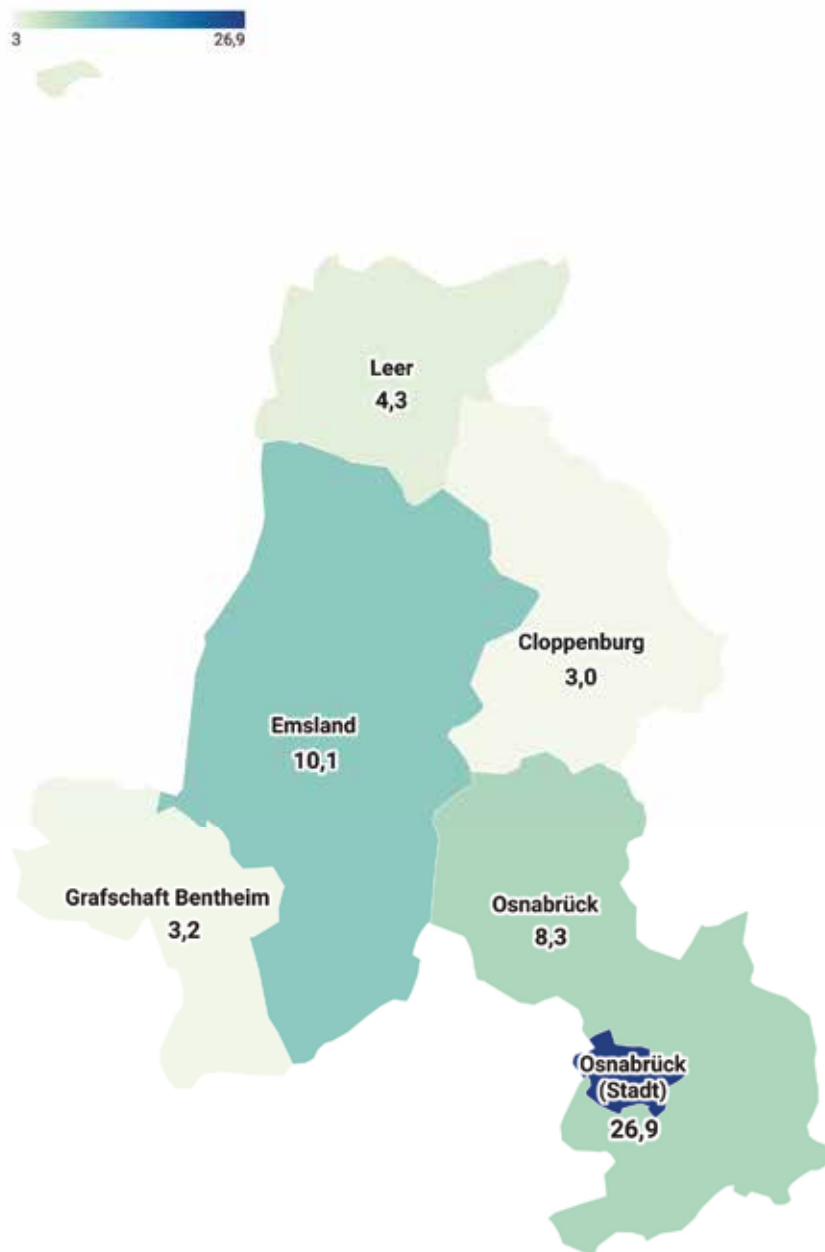 3 26,9
Leer
4,3
Cloppenburg
3,0
Emsland
10,1
Grafschaft Bentheim
3,2
Osnabrück
8,3
Osnabrück
(Stadt)
26,9